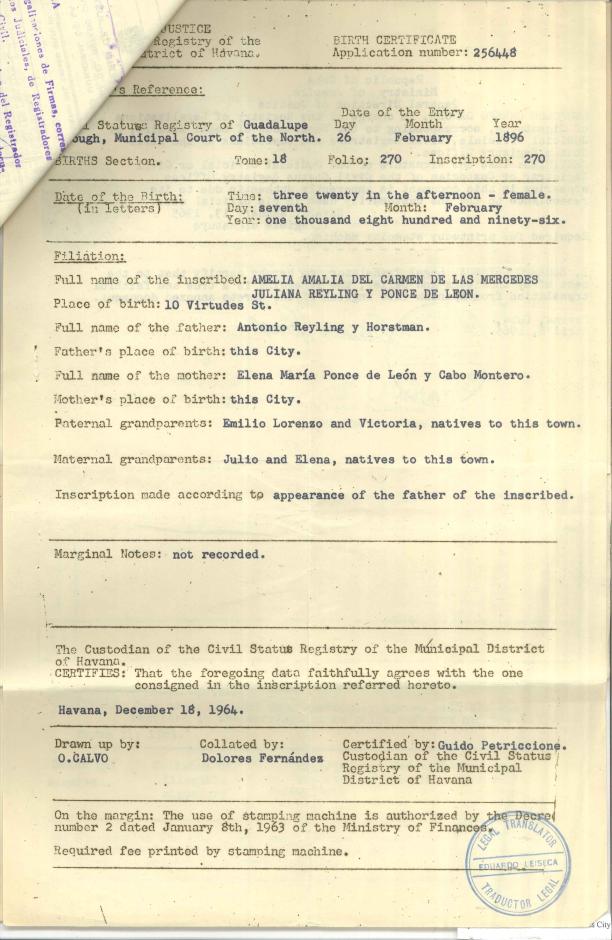 JUSTICE
Registry of the
District of Havana.
BIRTH CERTIFICATE
Application number: 256448
's Reference:
Date of the Entry
Status Registry of Guadalupe
Day Month Year
ough, Municipal Court of the North. 26 February 1896
BIRTHS Section. Tome: 18 Folio: 270 Inscription: 270
Date of the Birth: Time: three twenty in the afternoon - female.
(in letters) Day: seventh Month: February
Year: one thousand eight hundred and ninety-six.
Filiation:
Full name of the inscribed: AMELIA AMALIA DEL CARMEN DE LAS MERCEDES
JULIANA REYLING Y PONCE DE LEON.
Place of birth: 10 Virtudes St.
Full name of the father: Antonio Reyling y Horstman.
Father's place of birth: this City.
Full name of the mother: Elena María Ponce de León y Cabo Montero.
Mother's place of birth: this City.
Paternal grandparents: Emilio Lorenzo and Victoria, natives to this town.
Maternal grandparents: Julio and Elena, natives to this town.
Inscription made according to appearance of the father of the inscribed.
Marginal Notes: not recorded.
The Custodian of the Civil Status Registry of the Municipal District
of Havana.
CERTIFIES: That the foregoing data faithfully agrees with the one
consigned in the inscription referred hereto.
Havana, December 18, 1964.
Drawn up by:
O.CALVO
Collated by:
Dolores Fernández
Certified by: Guido Petriccione.
Custodian of the Civil Status
Registry of the Municipal
District of Havana
On the margin: The use of stamping machine is authorized by the Decre
number 2 dated January 8th, 1963 of the Ministry of Finances.
Required fee printed by stamping machine.
LEGAL TRANSLATOR
EDUARDO LEISECA
TRADUCTOR LEGAL
galizaciones de Firmas, corre
os Judiciales, de Registradores
Civil.
del Registrador
s City